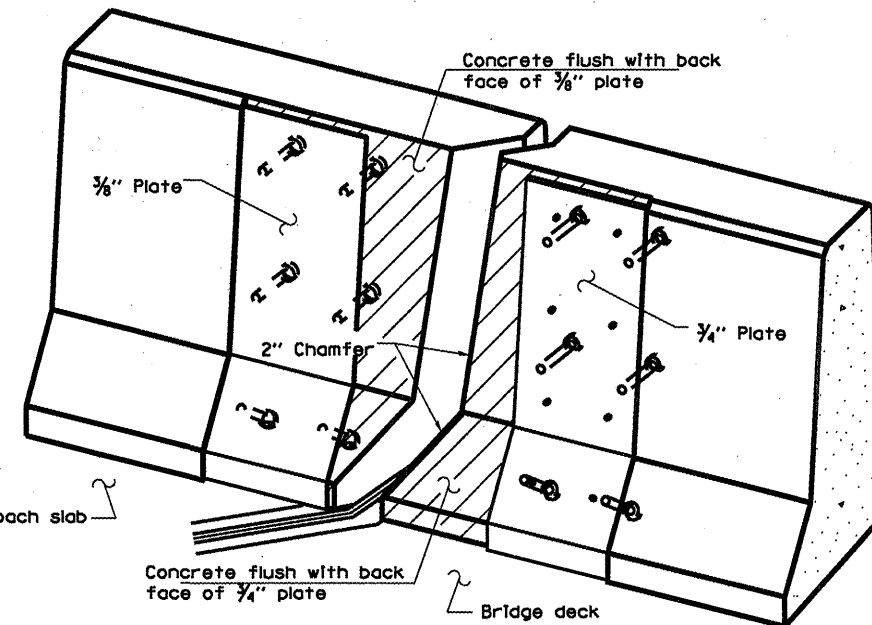 Concrete flush with back
face of 3/8" plate
3/8" Plate
3/4" Plate
2" Chamfer
slab
Concrete flush with back
face of 3/4" plate
Bridge deck